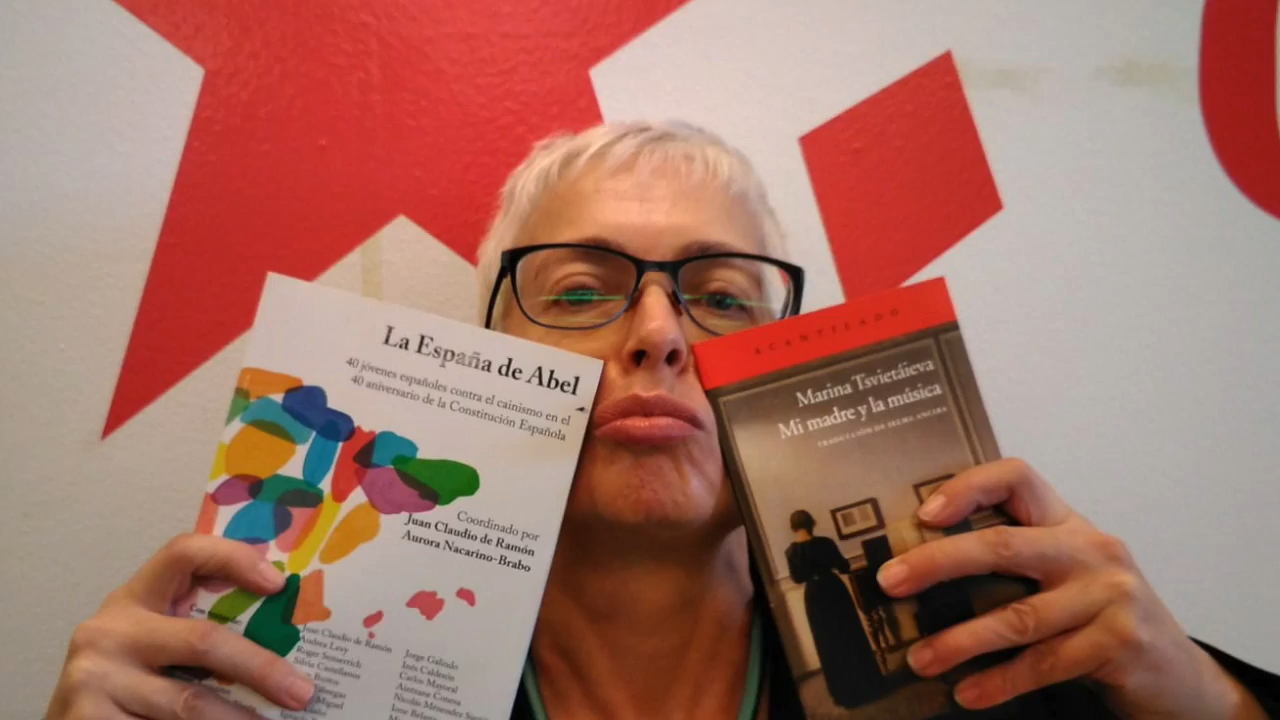 La España de Abel
40 jóvenes españoles contra el cainismo en el
40 aniversario de la Constitución Española
Coordinado por
Juan Claudio de Ramón
Aurora Nacarino-Brabo
Juan Claudio de Ramón
Andrea Levy
Roger Senserrich
Silvia Castellanos
Jorge Galindo
Inés Calderón
Carlos Mayoral
Aintzane Conesa
Nicolás Menéndez
ACANTILADO
Marina Tsvietáieva
Mi madre y la música
TRADUCCIÓN DE SELMA ANCIRA